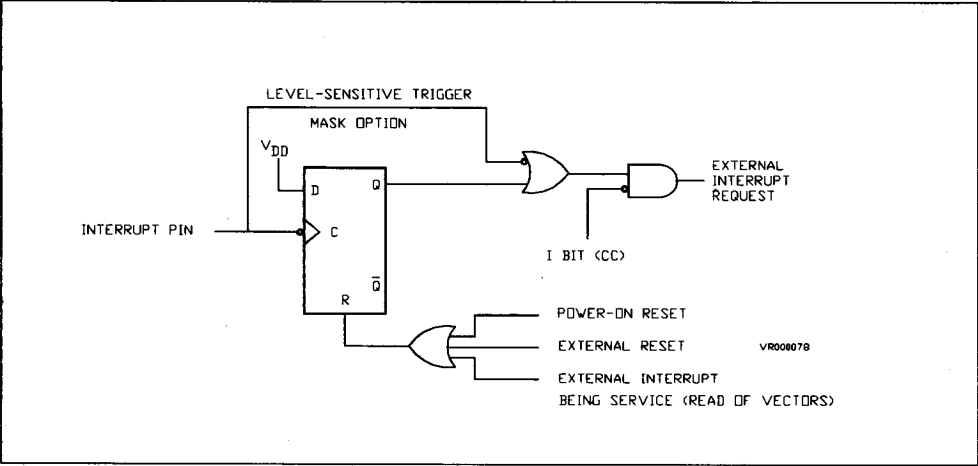 LEVEL-SENSITIVE TRIGGER
MASK OPTION
VDD
D
Q
INTERRUPT PIN
C
Q̅
R
EXTERNAL
INTERRUPT
REQUEST
I BIT (CC)
POWER-ON RESET
EXTERNAL RESET
VR000078
EXTERNAL INTERRUPT
BEING SERVICE (READ OF VECTORS)